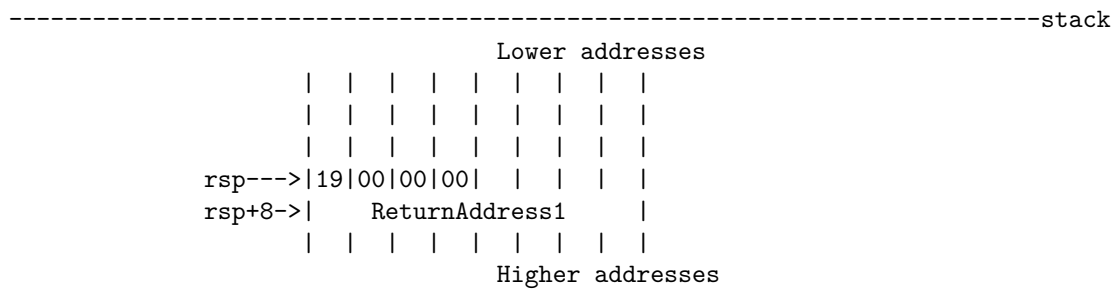 -------------------------------------------------------------------------stack
Lower addresses
| | | | | | | | |
| | | | | | | | |
| | | | | | | | |
rsp--->|19|00|00|00| | | | |
rsp+8->| ReturnAddress1 |
| | | | | | | | |
Higher addresses